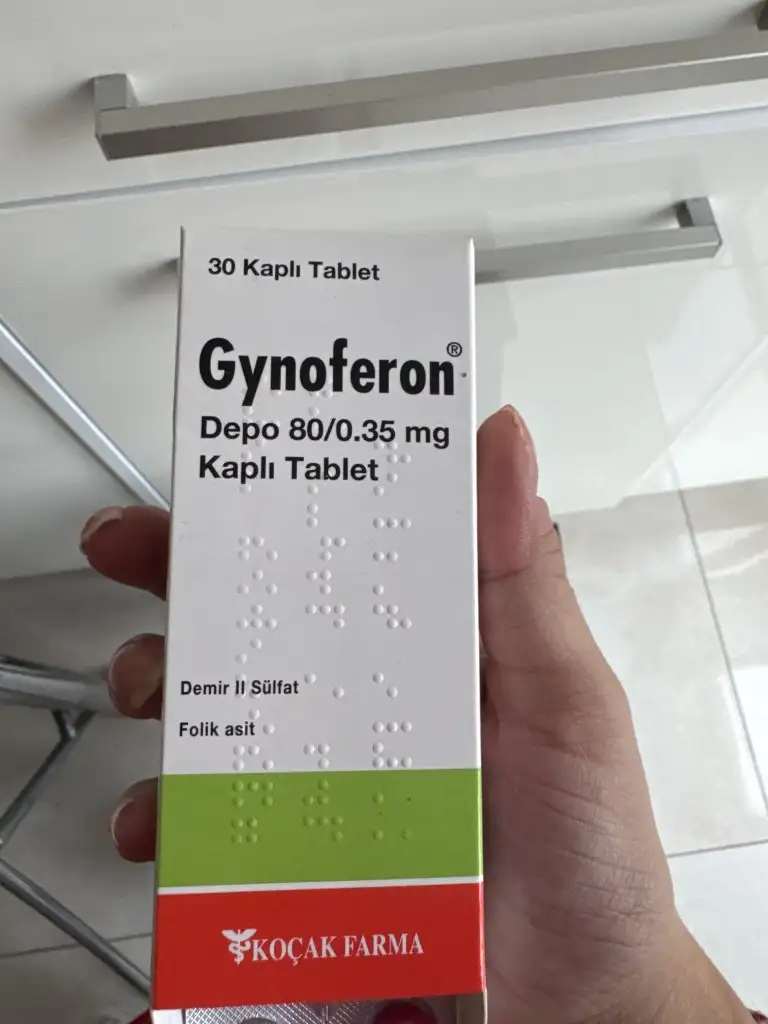 30 Kaplı Tablet
Gynoferon®
Depo 80/0.35 mg
Kaplı Tablet
Demir II Sülfat
Folik asit
KOÇAK FARMA